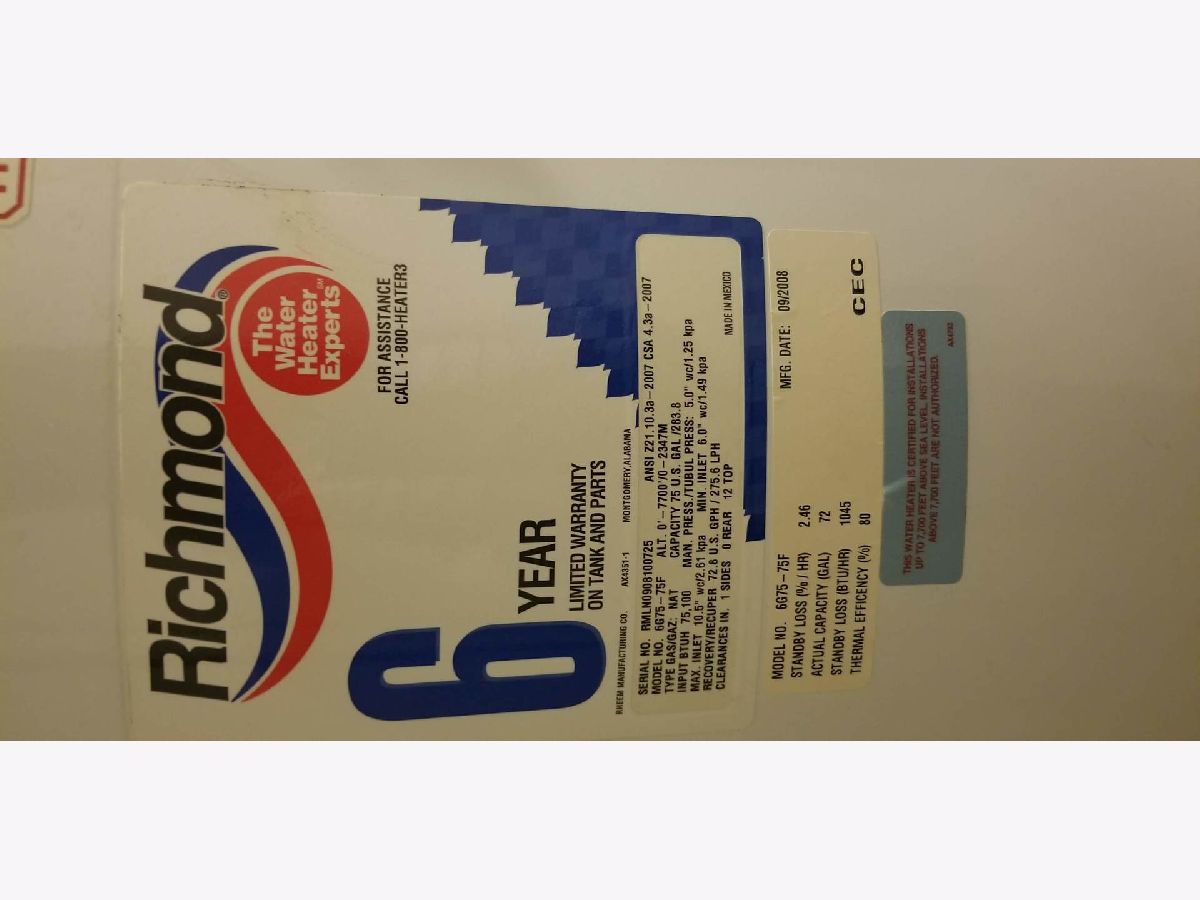 Richmond®
The
Water
Heater
Experts℠
FOR ASSISTANCE
CALL 1-800-HEATER3
6 YEAR
LIMITED WARRANTY
ON TANK AND PARTS
RHEEM MANUFACTURING CO. AX4351-1 MONTGOMERY, ALABAMA
SERIAL NO. RMLN0908100725 ANSI Z21.10.3a-2007 CSA 4.3a-2007
MODEL NO. 6G75-75F ALT. 0'-7700'/0-2347M
TYPE GAS/GAZ: NAT CAPACITY 75 U.S. GAL /283.8
INPUT BTUH 75,100 MAN. PRESS./TUBUL PRESS: 5.0" wc/1.25 kpa
MAX. INLET 10.5" wc/2.61 kpa MIN. INLET 6.0" wc/1.49 kpa
RECOVERY/RECUPER 72.8 U.S. GPH / 275.6 LPH
CLEARANCES IN. 1 SIDES 0 REAR 12 TOP MADE IN MEXICO
MODEL NO. 6G75-75F MFG. DATE: 09/2008
STANDBY LOSS (% / HR) 2.46
ACTUAL CAPACITY (GAL) 72
STANDBY LOSS (BTU/HR) 1045
THERMAL EFFICENCY (%) 80 CEC
THIS WATER HEATER IS CERTIFIED FOR INSTALLATIONS
UP TO 7,700 FEET ABOVE SEA LEVEL. INSTALLATIONS
ABOVE 7,700 FEET ARE NOT AUTHORIZED.